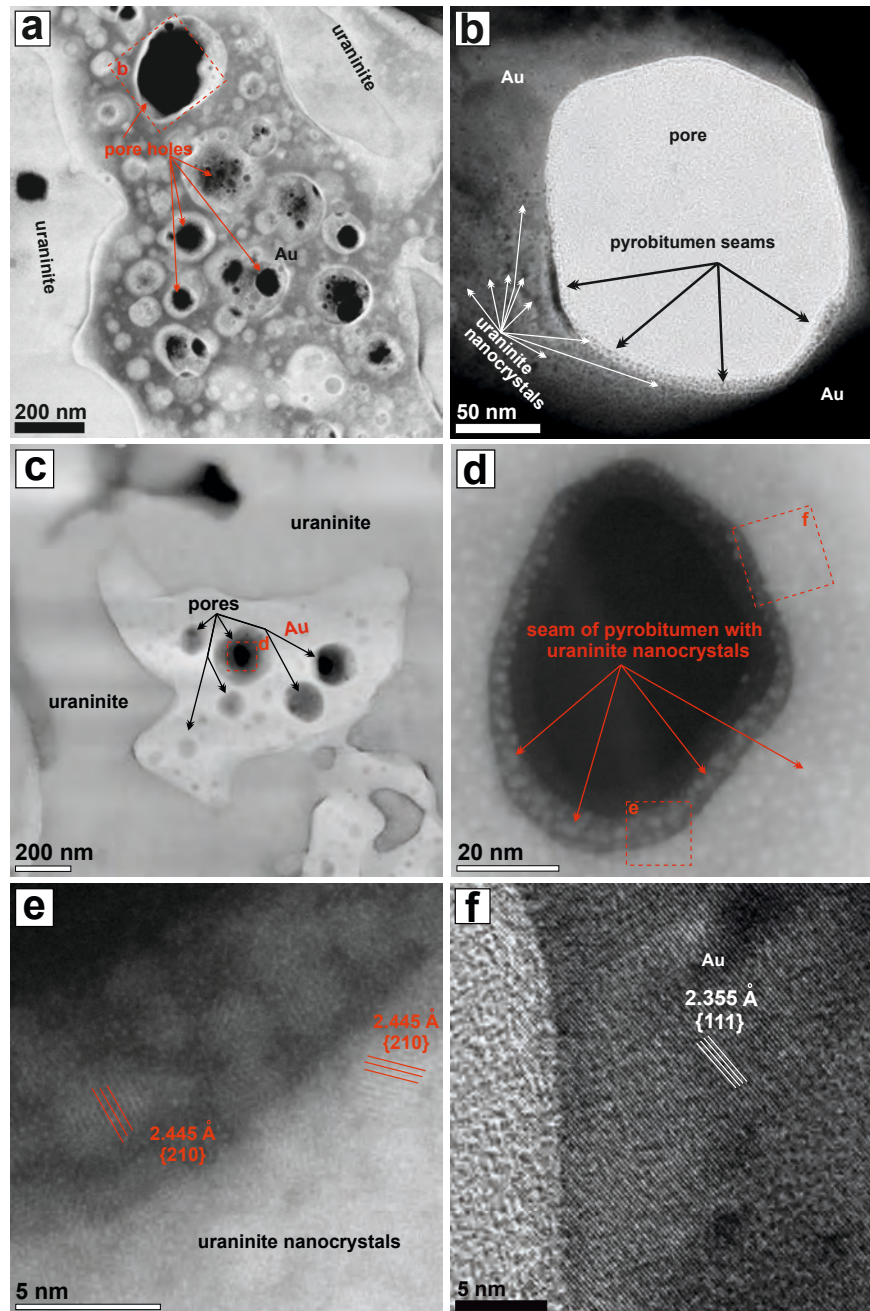 a
b
uraninite
pore holes
uraninite
Au
200 nm
b
Au
pore
pyrobitumen seams
uraninite
nanocrystals
Au
50 nm
c
uraninite
pores
Au
d
uraninite
200 nm
d
f
seam of pyrobitumen with
uraninite nanocrystals
e
20 nm
e
2.445 Å
{210}
2.445 Å
{210}
uraninite nanocrystals
5 nm
f
Au
2.355 Å
{111}
5 nm